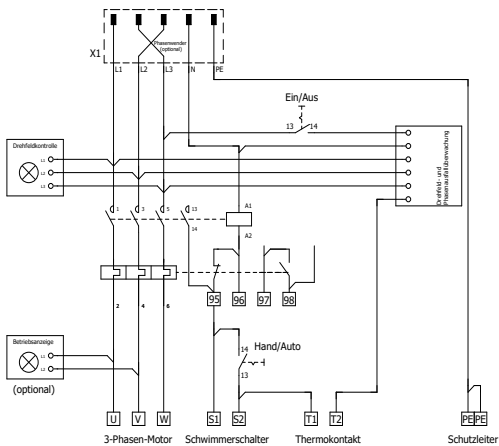 Phasenwender
(optional)
X1
L1 L2 L3 N PE
Ein/Aus
13 14
Drehfeldkontrolle
L1
L2
L3
Drehfeld- und
Phasenausfallüberwachung
1 3 5 13
14
A1
A2
2 4 6
95 96 97 98
Betriebsanzeige
L1
L2
(optional)
14
Hand/Auto
13
U V W S1 S2 T1 T2 PE PE
3-Phasen-Motor Schwimmerschalter Thermokontakt Schutzleiter